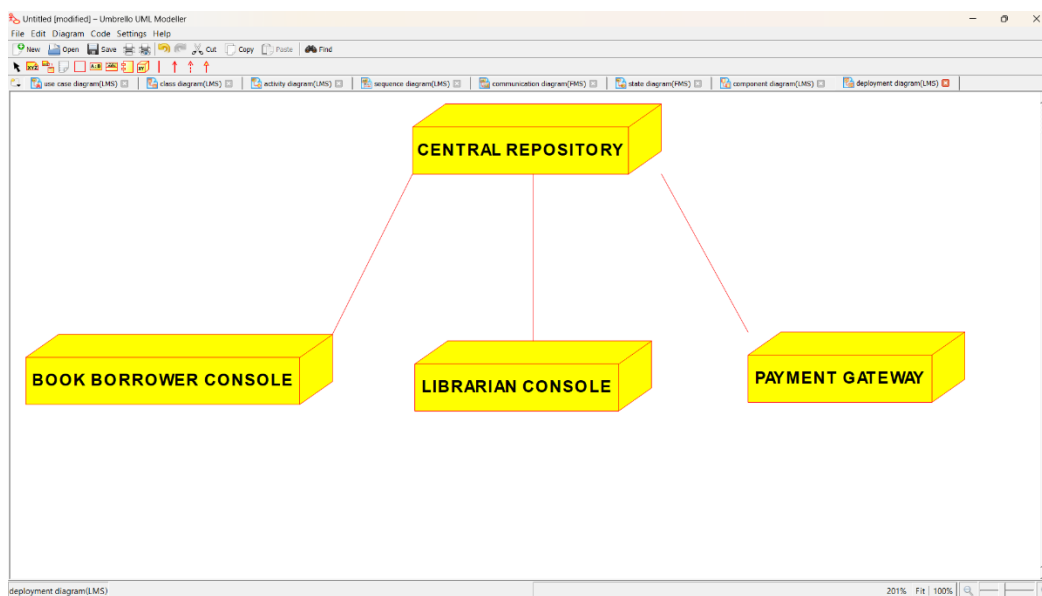 Untitled [modified] – Umbrello UML Modeller
File Edit Diagram Code Settings Help
New Open Save Cut Copy Paste Find
use case diagram(LMS) class diagram(LMS) activity diagram(LMS) sequence diagram(LMS) communication diagram(FMS) state diagram(FMS) component diagram(LMS) deployment diagram(LMS)
CENTRAL REPOSITORY
BOOK BORROWER CONSOLE
LIBRARIAN CONSOLE
PAYMENT GATEWAY
deployment diagram(LMS) 201% Fit 100%